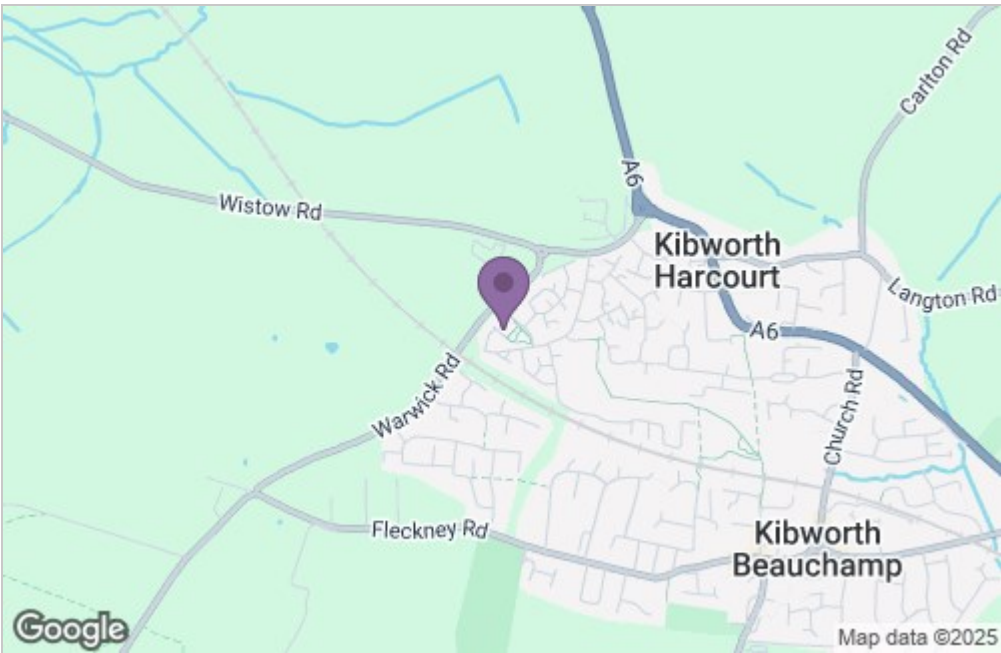 Carlton Rd
A6
Wistow Rd
Kibworth
Harcourt
Langton Rd
A6
Warwick Rd
Church Rd
Fleckney Rd
Kibworth
Beauchamp
Google
Map data ©2025